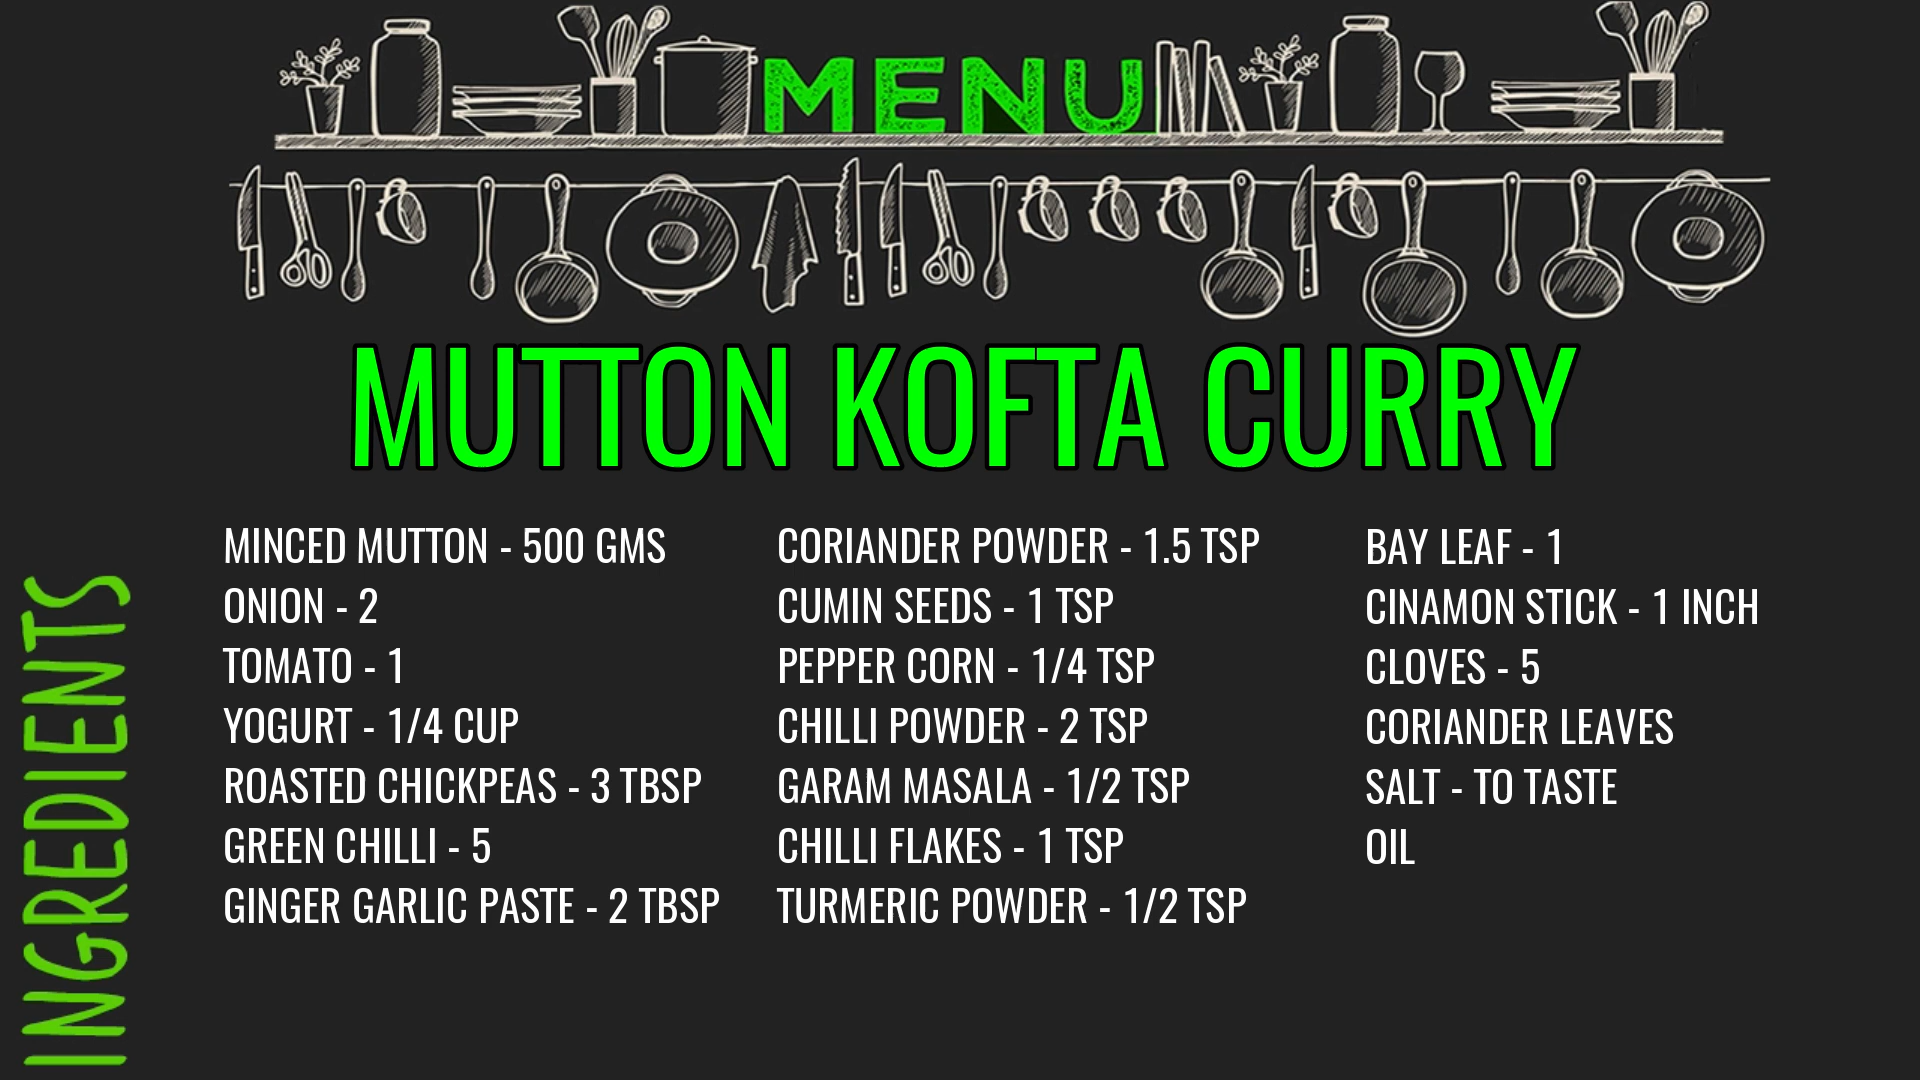 MENU
MUTTON KOFTA CURRY
INGREDIENTS
MINCED MUTTON - 500 GMS
ONION - 2
TOMATO - 1
YOGURT - 1/4 CUP
ROASTED CHICKPEAS - 3 TBSP
GREEN CHILLI - 5
GINGER GARLIC PASTE - 2 TBSP
CORIANDER POWDER - 1.5 TSP
CUMIN SEEDS - 1 TSP
PEPPER CORN - 1/4 TSP
CHILLI POWDER - 2 TSP
GARAM MASALA - 1/2 TSP
CHILLI FLAKES - 1 TSP
TURMERIC POWDER - 1/2 TSP
BAY LEAF - 1
CINAMON STICK - 1 INCH
CLOVES - 5
CORIANDER LEAVES
SALT - TO TASTE
OIL